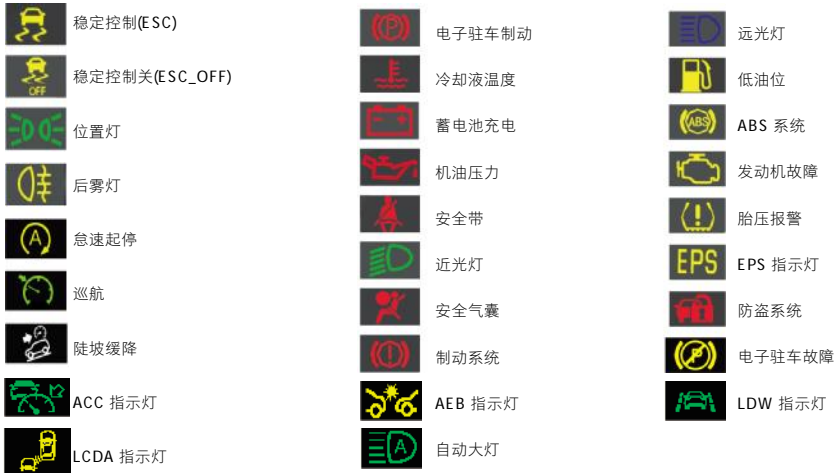 稳定控制(ESC)
OFF
稳定控制关(ESC_OFF)
位置灯
后雾灯
A
怠速起停
巡航
陡坡缓降
ACC 指示灯
LCDA 指示灯
P
电子驻车制动
冷却液温度
蓄电池充电
机油压力
安全带
近光灯
安全气囊
制动系统
AEB 指示灯
A
自动大灯
远光灯
低油位
ABS
ABS 系统
发动机故障
胎压报警
EPS
EPS 指示灯
防盗系统
P
电子驻车故障
LDW 指示灯